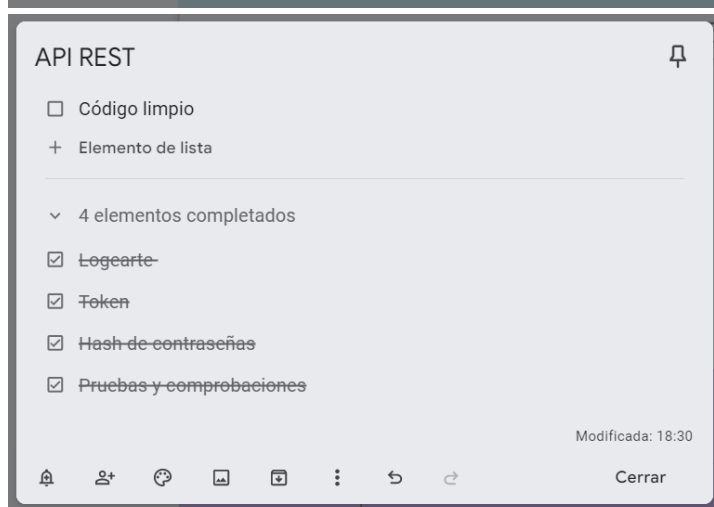 API REST
Código limpio
Elemento de lista
4 elementos completados
Logearte
Token
Hash de contraseñas
Pruebas y comprobaciones
Modificada: 18:30
Cerrar